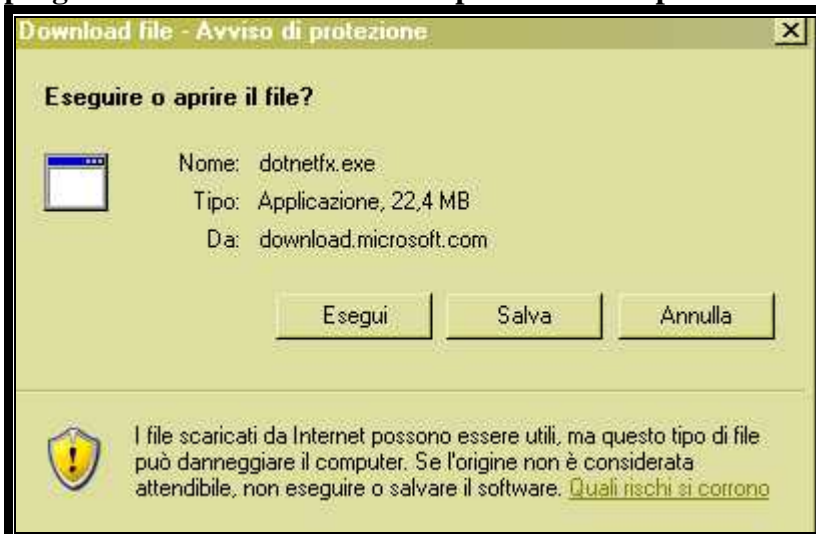 Download file - Avviso di protezione
Eseguire o aprire il file?
Nome: dotnetfx.exe
Tipo: Applicazione, 22,4 MB
Da: download.microsoft.com
Esegui Salva Annulla
I file scaricati da Internet possono essere utili, ma questo tipo di file
può danneggiare il computer. Se l'origine non è considerata
attendibile, non eseguire o salvare il software. Quali rischi si corrono